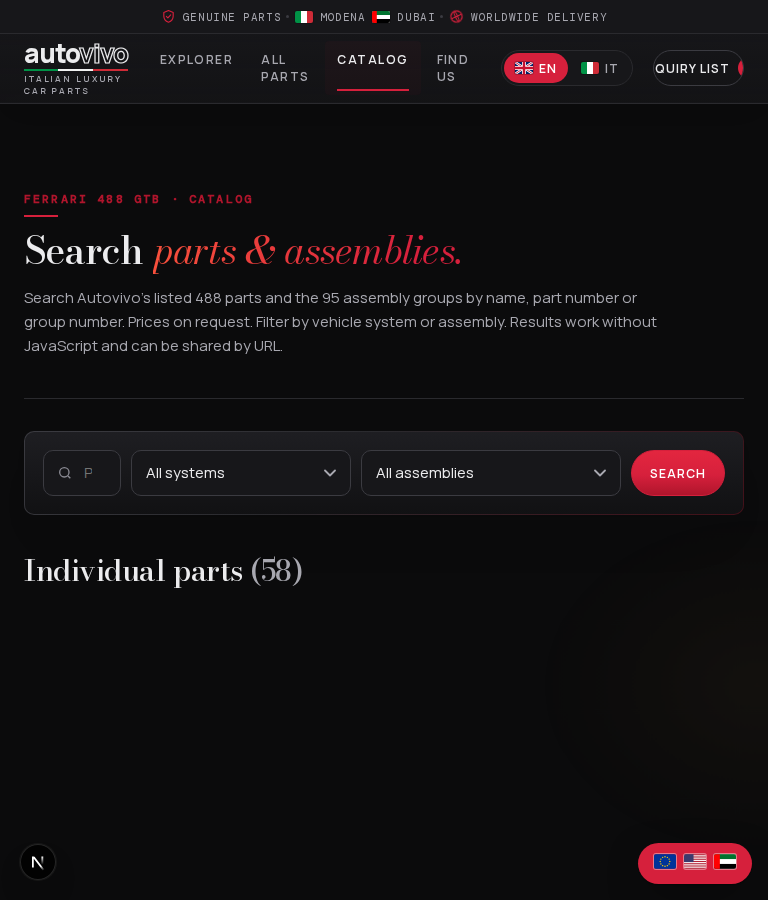 GENUINE PARTS • MODENA DUBAI • WORLDWIDE DELIVERY
autovivo
ITALIAN LUXURY
CAR PARTS
EXPLORER
ALL
PARTS
CATALOG
FIND
US
EN
IT
QUIRY LIST
FERRARI 488 GTB · CATALOG
Search parts & assemblies.
Search Autovivo's listed 488 parts and the 95 assembly groups by name, part number or
group number. Prices on request. Filter by vehicle system or assembly. Results work without
JavaScript and can be shared by URL.
P
All systems
All assemblies
SEARCH
Individual parts (58)
N